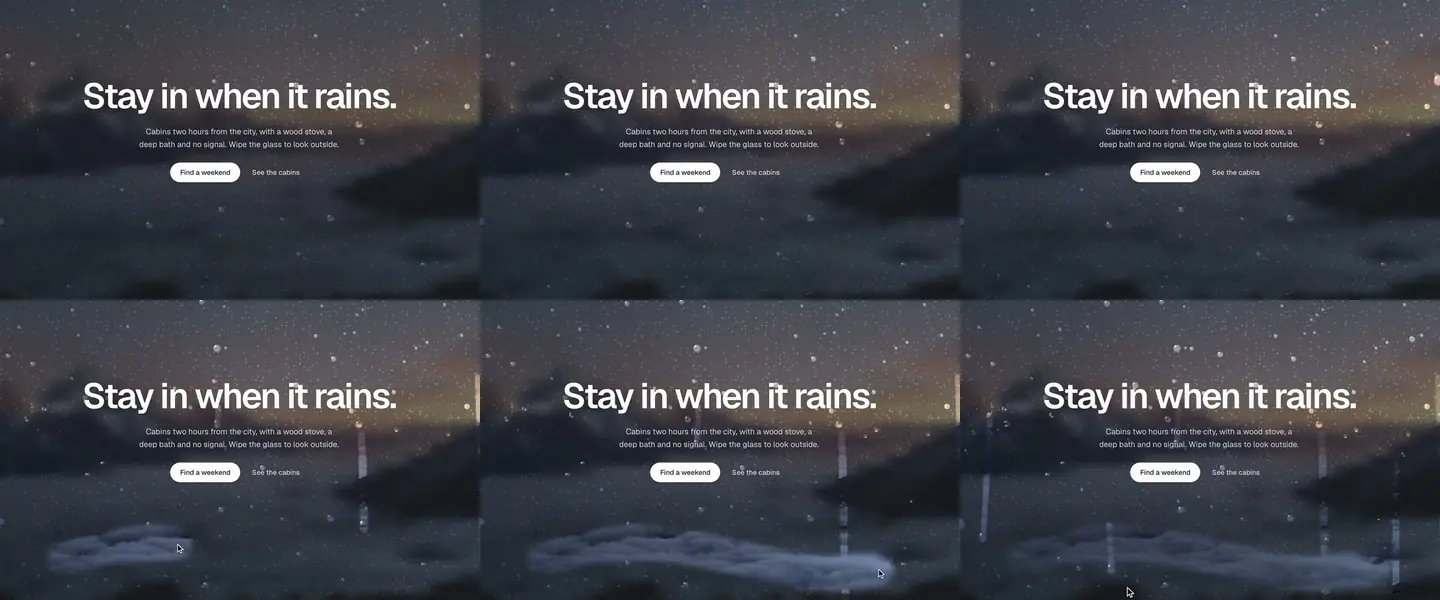 Stay in when it rains.
Cabins two hours from the city, with a wood stove, a
deep bath and no signal. Wipe the glass to look outside.
Find a weekend
See the cabins
Stay in when it rains.
Cabins two hours from the city, with a wood stove, a
deep bath and no signal. Wipe the glass to look outside.
Find a weekend
See the cabins
Stay in when it rains.
Cabins two hours from the city, with a wood stove, a
deep bath and no signal. Wipe the glass to look outside.
Find a weekend
See the cabins
Stay in when it rains.
Cabins two hours from the city, with a wood stove, a
deep bath and no signal. Wipe the glass to look outside.
Find a weekend
See the cabins
Stay in when it rains.
Cabins two hours from the city, with a wood stove, a
deep bath and no signal. Wipe the glass to look outside.
Find a weekend
See the cabins
Stay in when it rains.
Cabins two hours from the city, with a wood stove, a
deep bath and no signal. Wipe the glass to look outside.
Find a weekend
See the cabins